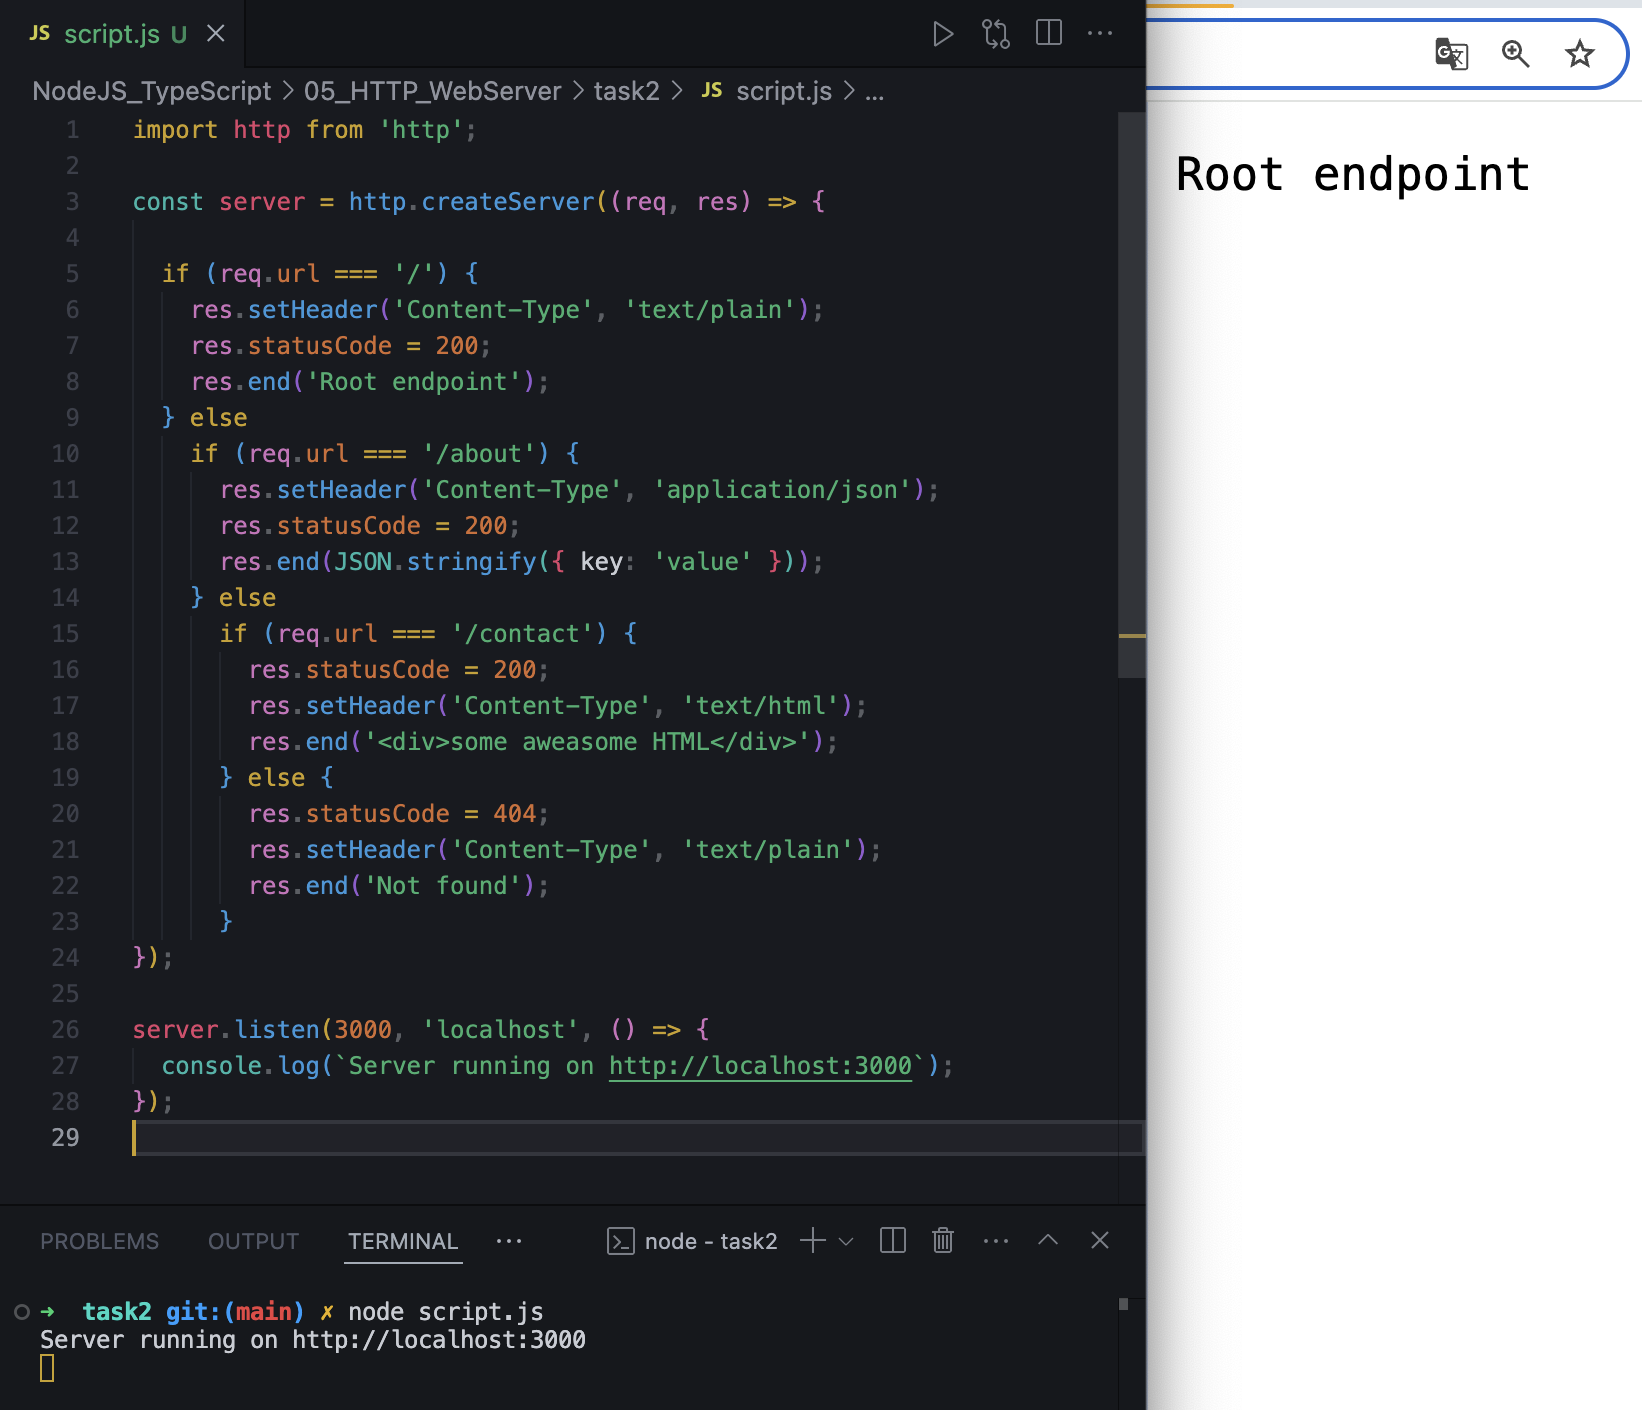 JS script.js U
NodeJS_TypeScript > 05_HTTP_WebServer > task2 > JS script.js > ...
1 import http from 'http';
2
3 const server = http.createServer((req, res) => {
4
5 if (req.url === '/') {
6 res.setHeader('Content-Type', 'text/plain');
7 res.statusCode = 200;
8 res.end('Root endpoint');
9 } else
10 if (req.url === '/about') {
11 res.setHeader('Content-Type', 'application/json');
12 res.statusCode = 200;
13 res.end(JSON.stringify({ key: 'value' }));
14 } else
15 if (req.url === '/contact') {
16 res.statusCode = 200;
17 res.setHeader('Content-Type', 'text/html');
18 res.end('<div>some aweasome HTML</div>');
19 } else {
20 res.statusCode = 404;
21 res.setHeader('Content-Type', 'text/plain');
22 res.end('Not found');
23 }
24 });
25
26 server.listen(3000, 'localhost', () => {
27 console.log(`Server running on http://localhost:3000`);
28 });
29
PROBLEMS OUTPUT TERMINAL ... node - task2
➜ task2 git:(main) ✗ node script.js
Server running on http://localhost:3000
Root endpoint